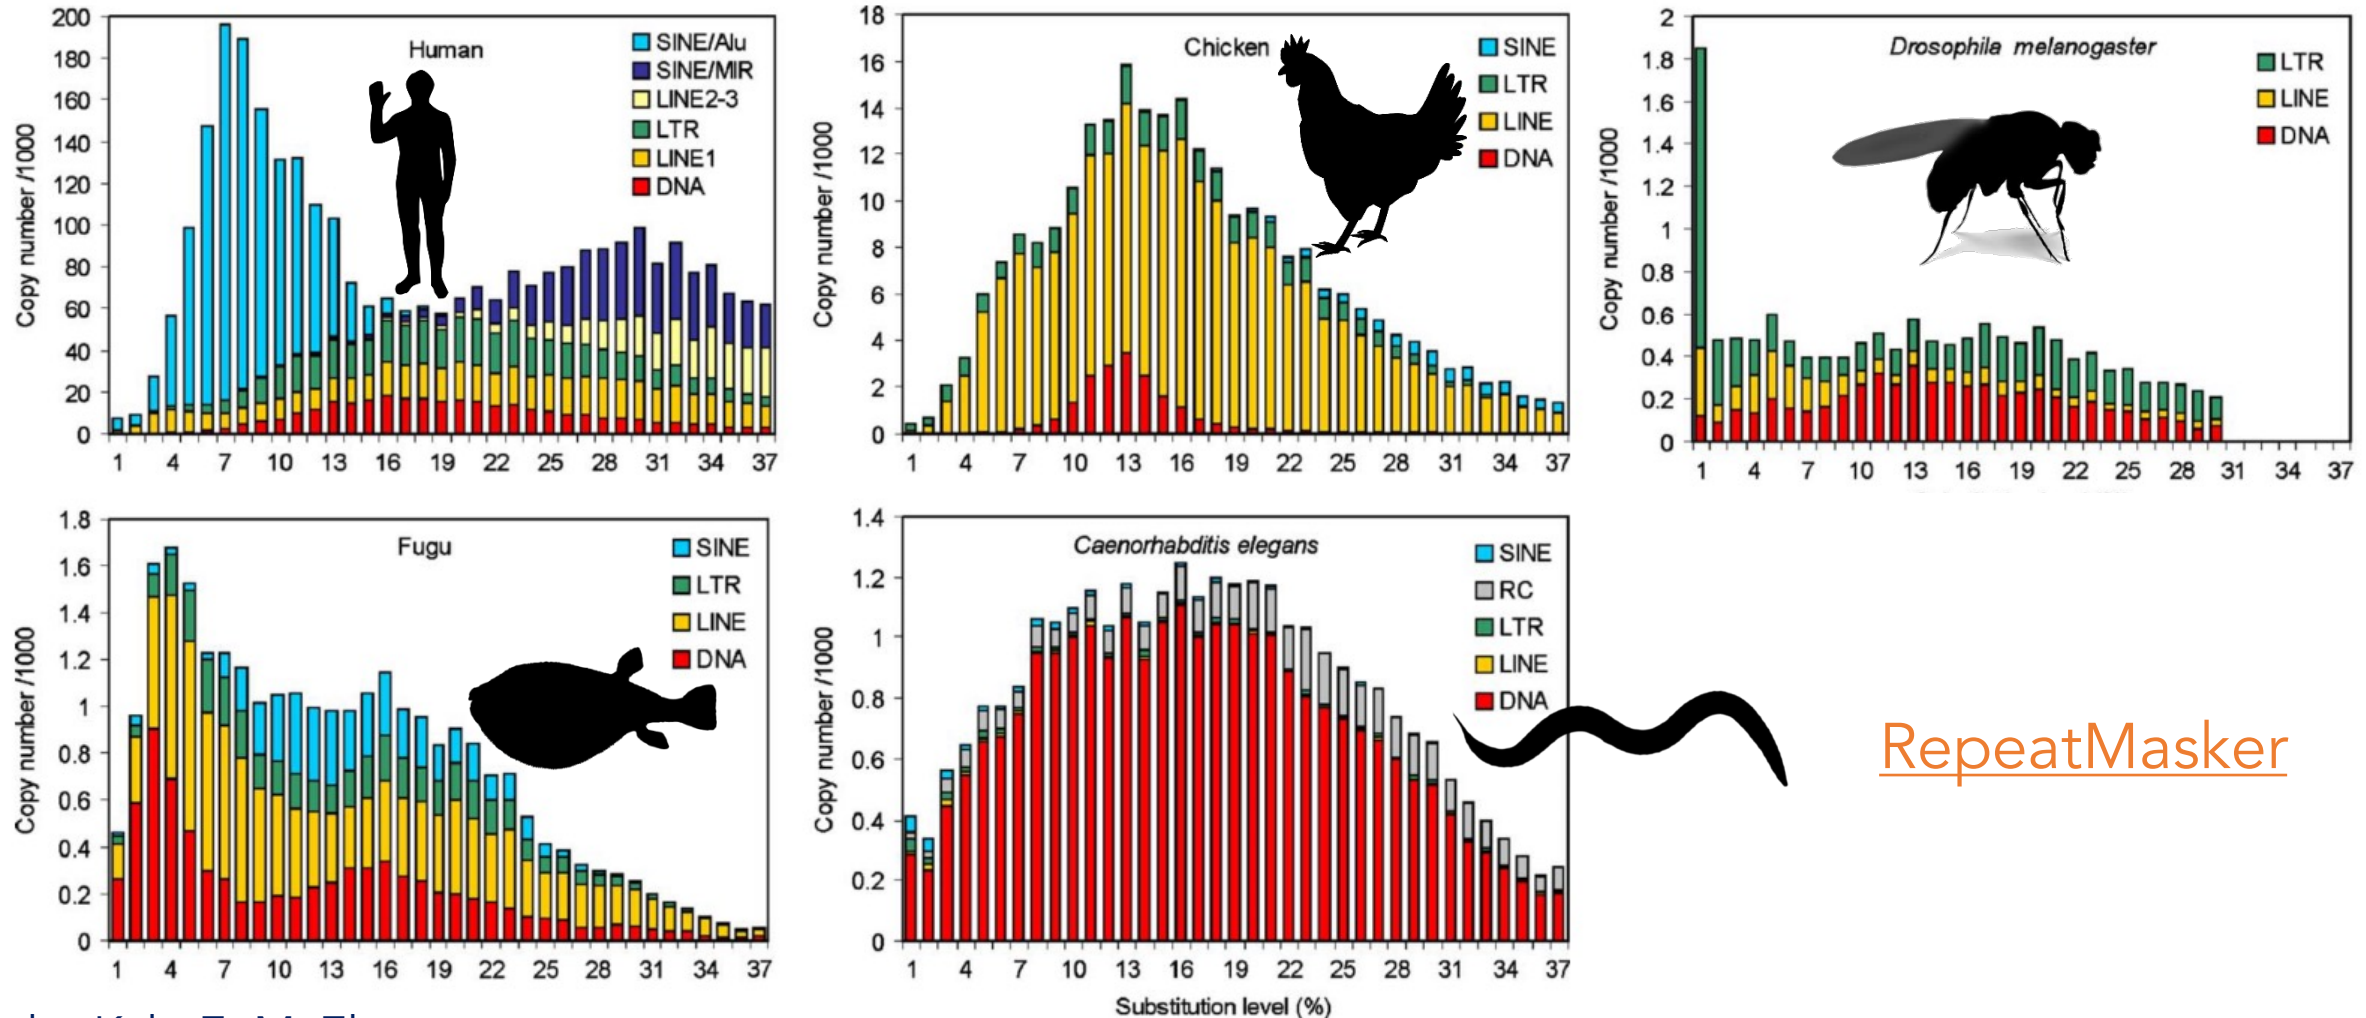 Human
Copy number /1000
200
180
160
140
120
100
80
60
40
20
0
SINE/Alu
SINE/MIR
LINE2-3
LTR
LINE1
DNA
1 4 7 10 13 16 19 22 25 28 31 34 37
Chicken
Copy number /1000
18
16
14
12
10
8
6
4
2
0
SINE
LTR
LINE
DNA
1 4 7 10 13 16 19 22 25 28 31 34 37
Drosophila melanogaster
Copy number /1000
2
1.8
1.6
1.4
1.2
1
0.8
0.6
0.4
0.2
0
LTR
LINE
DNA
1 4 7 10 13 16 19 22 25 28 31 34 37
Fugu
Copy number /1000
1.8
1.6
1.4
1.2
1
0.8
0.6
0.4
0.2
0
SINE
LTR
LINE
DNA
1 4 7 10 13 16 19 22 25 28 31 34 37
Caenorhabditis elegans
Copy number /1000
1.4
1.2
1
0.8
0.6
0.4
0.2
0
SINE
RC
LTR
LINE
DNA
1 4 7 10 13 16 19 22 25 28 31 34 37
Substitution level (%)
RepeatMasker